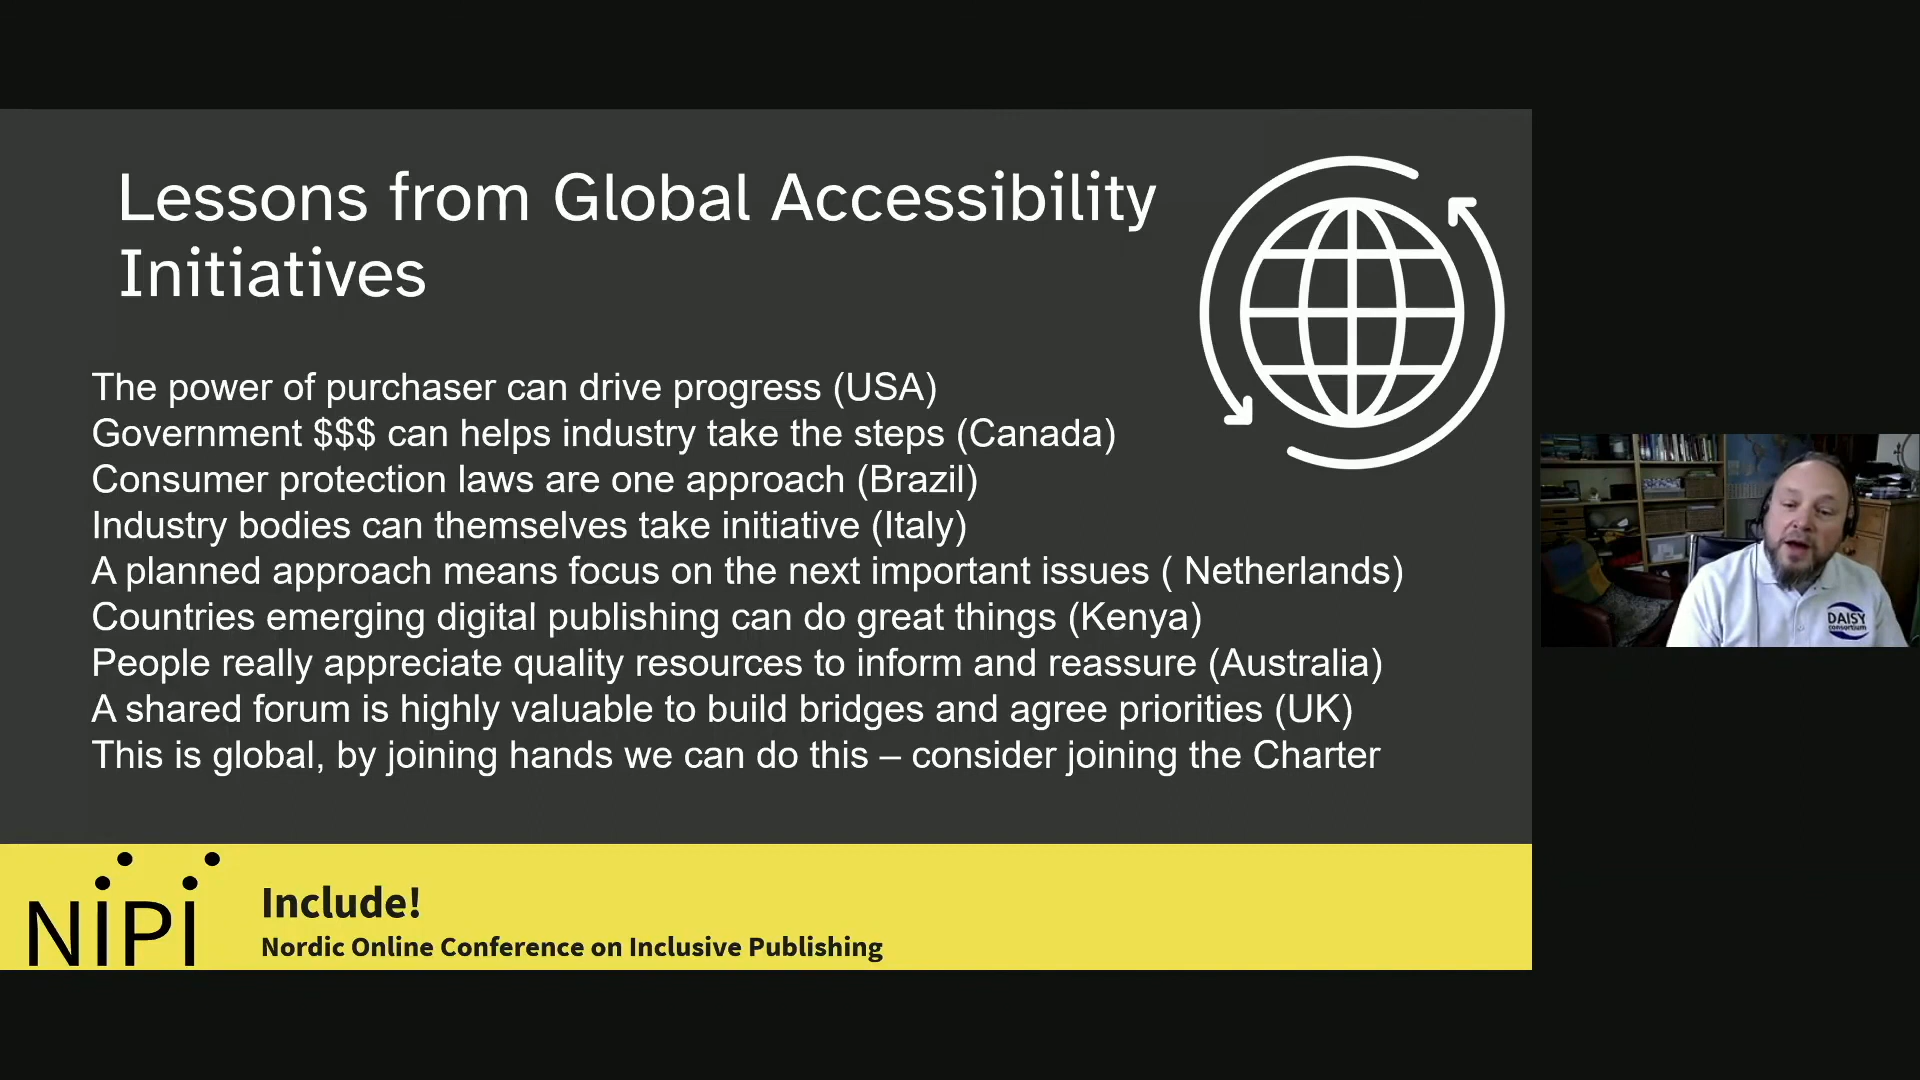 Lessons from Global Accessibility
Initiatives
The power of purchaser can drive progress (USA)
Government $$$ can helps industry take the steps (Canada)
Consumer protection laws are one approach (Brazil)
Industry bodies can themselves take initiative (Italy)
A planned approach means focus on the next important issues ( Netherlands)
Countries emerging digital publishing can do great things (Kenya)
People really appreciate quality resources to inform and reassure (Australia)
A shared forum is highly valuable to build bridges and agree priorities (UK)
This is global, by joining hands we can do this – consider joining the Charter
NiPi
Include!
Nordic Online Conference on Inclusive Publishing
DAISY
consortium